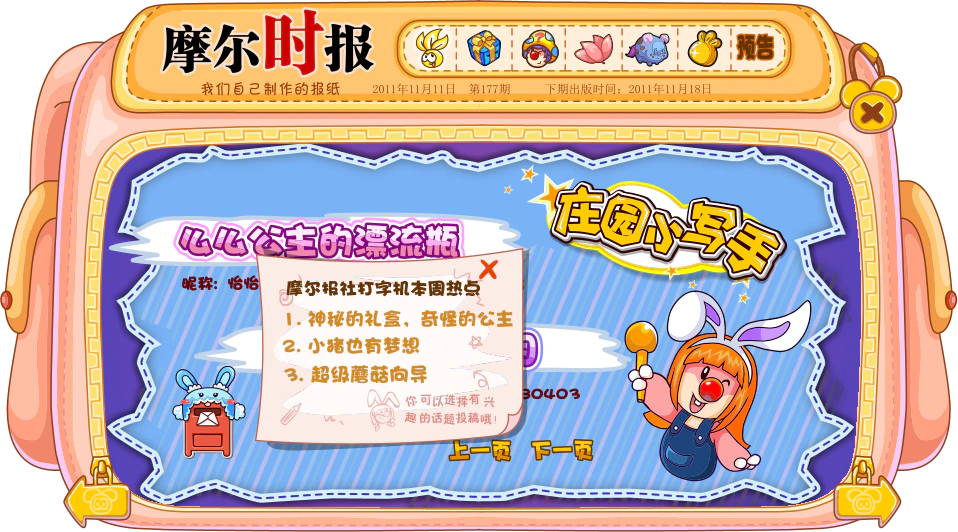 摩尔时报
预告
我们自己制作的报纸 2011年11月11日 第177期 下期出版时间：2011年11月18日
庄园小写手
么么公主的漂流瓶
昵称：恰恰
摩尔报社打字机本周热点
1. 神秘的礼盒，奇怪的公主
2. 小猪也有梦想
3. 超级蘑菇向导
30403
你可以选择有兴
趣的话题投稿哦！
上一页 下一页